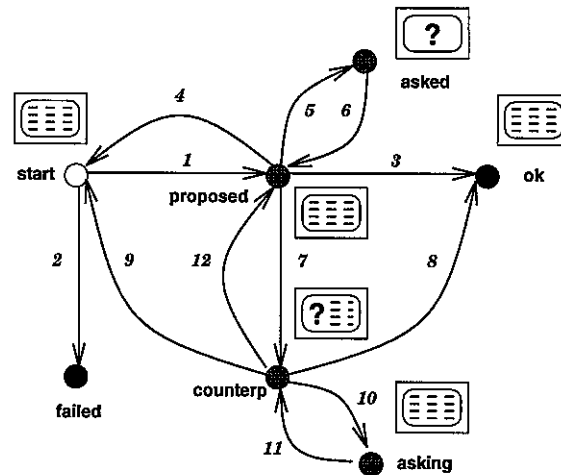 ?
asked
4
5
6
start
1
3
ok
proposed
2
9
12
7
8
?
counterp
10
failed
11
asking